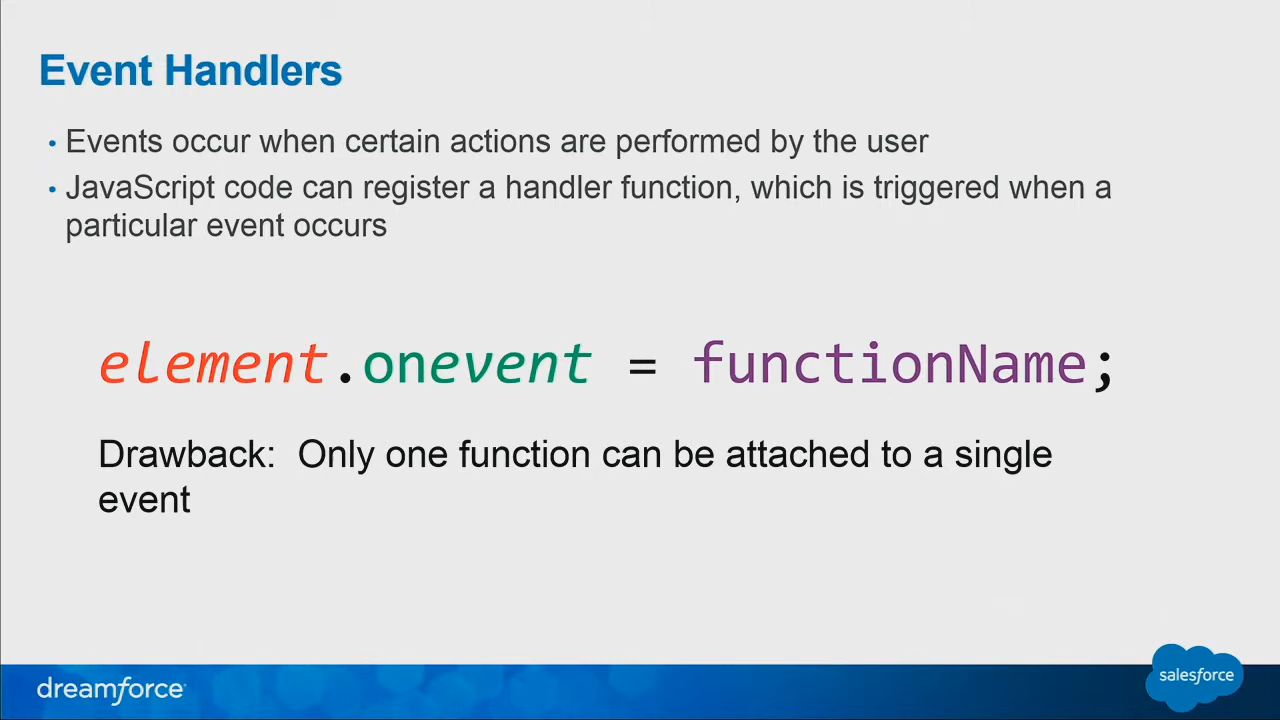 Event Handlers
• Events occur when certain actions are performed by the user
• JavaScript code can register a handler function, which is triggered when a
particular event occurs
element.onevent = functionName;
Drawback:  Only one function can be attached to a single
event
dreamforce
salesforce